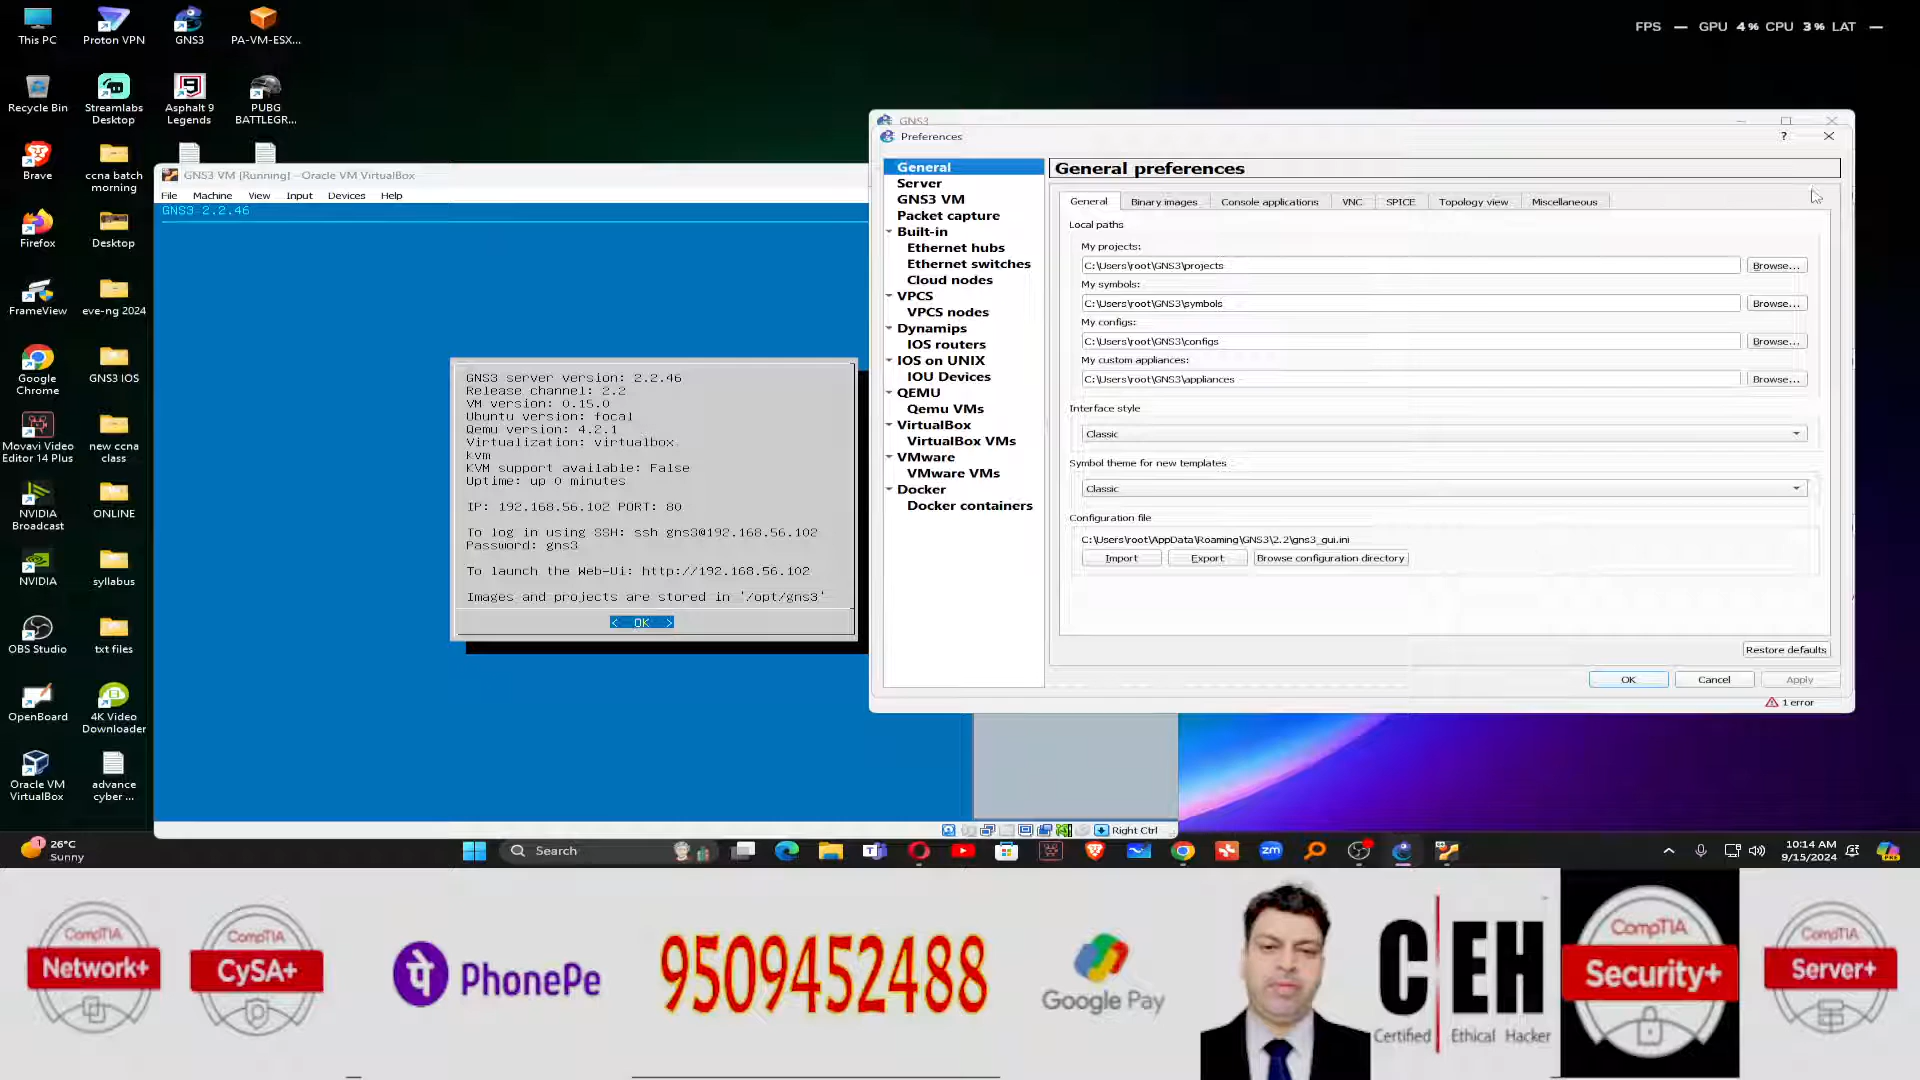 This PC
Proton VPN
GNS3
PA-VM-ESX...
Recycle Bin
Streamlabs
Desktop
Asphalt 9
Legends
PUBG
BATTLEGR...
Brave
ccna batch
morning
Firefox
Desktop
FrameView
eve-ng 2024
Google
Chrome
GNS3 IOS
Movavi Video
Editor 14 Plus
new ccna
class
NVIDIA
Broadcast
ONLINE
NVIDIA
syllabus
OBS Studio
txt files
OpenBoard
4K Video
Downloader
Oracle VM
VirtualBox
advance
cyber ...
FPS — GPU 4 % CPU 3 % LAT —
GNS3 VM [Running] - Oracle VM VirtualBox
File Machine View Input Devices Help
GNS3 2.2.46
GNS3 server version: 2.2.46
Release channel: 2.2
VM version: 0.15.0
Ubuntu version: focal
Qemu version: 4.2.1
Virtualization: virtualbox
kvm
KVM support available: False
Uptime: up 0 minutes
IP: 192.168.56.102 PORT: 80
To log in using SSH: ssh gns3@192.168.56.102
Password: gns3
To launch the Web-Ui: http://192.168.56.102
Images and projects are stored in '/opt/gns3'
< OK >
Right Ctrl
GNS3
Preferences
?
General
Server
GNS3 VM
Packet capture
Built-in
Ethernet hubs
Ethernet switches
Cloud nodes
VPCS
VPCS nodes
Dynamips
IOS routers
IOS on UNIX
IOU Devices
QEMU
Qemu VMs
VirtualBox
VirtualBox VMs
VMware
VMware VMs
Docker
Docker containers
General preferences
General Binary images Console applications VNC SPICE Topology view Miscellaneous
Local paths
My projects:
C:\Users\root\GNS3\projects Browse...
My symbols:
C:\Users\root\GNS3\symbols Browse...
My configs:
C:\Users\root\GNS3\configs Browse...
My custom appliances:
C:\Users\root\GNS3\appliances Browse...
Interface style
Classic
Symbol theme for new templates
Classic
Configuration file
C:\Users\root\AppData\Roaming\GNS3\2.2\gns3_gui.ini
Import Export Browse configuration directory
Restore defaults
OK Cancel Apply
1 error
26°C
Sunny
Search
zm
10:14 AM
9/15/2024
CompTIA
Network+
CompTIA
CySA+
PhonePe
9509452488
Google Pay
CEH
Certified Ethical Hacker
CompTIA
Security+
CompTIA
Server+